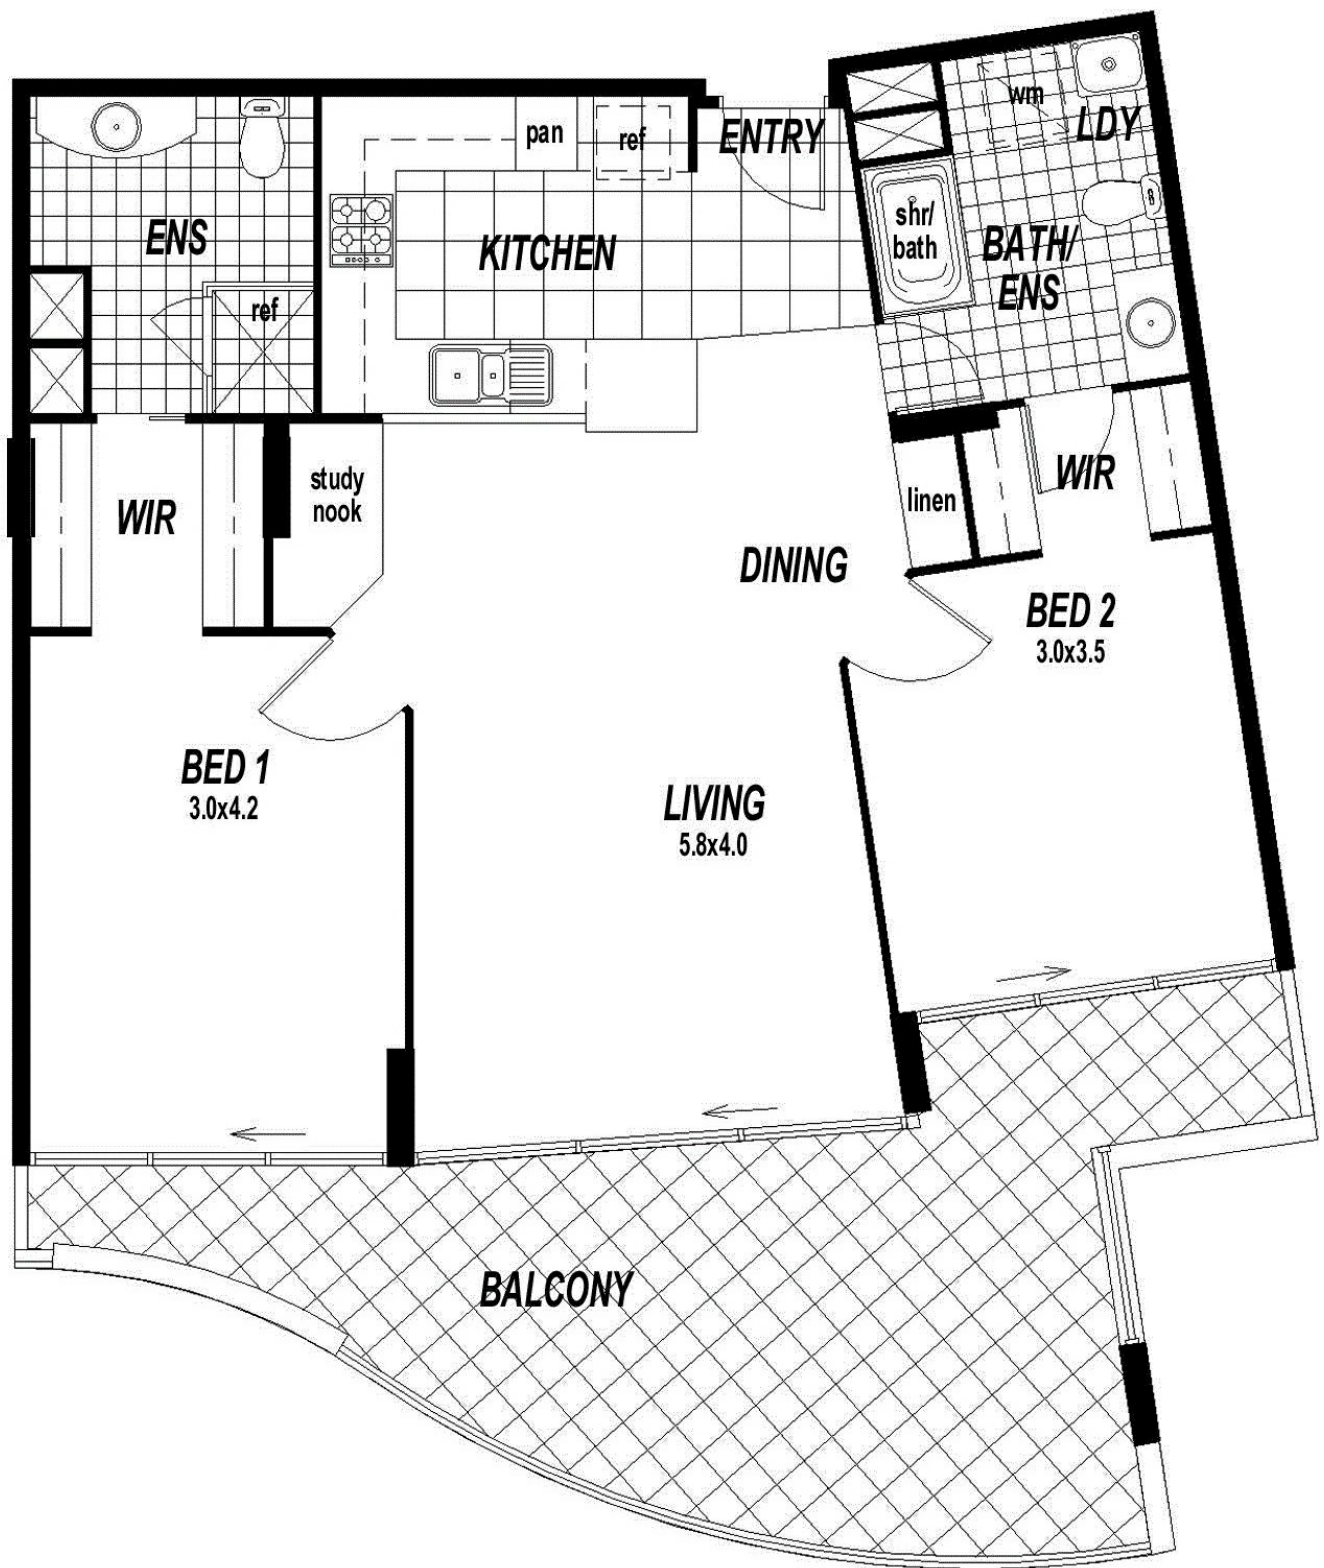 wm
LDY
pan
ref
ENTRY
ENS
KITCHEN
shr/
bath
BATH/
ENS
ref
WIR
study
nook
linen
WIR
DINING
BED 2
3.0x3.5
BED 1
3.0x4.2
LIVING
5.8x4.0
BALCONY